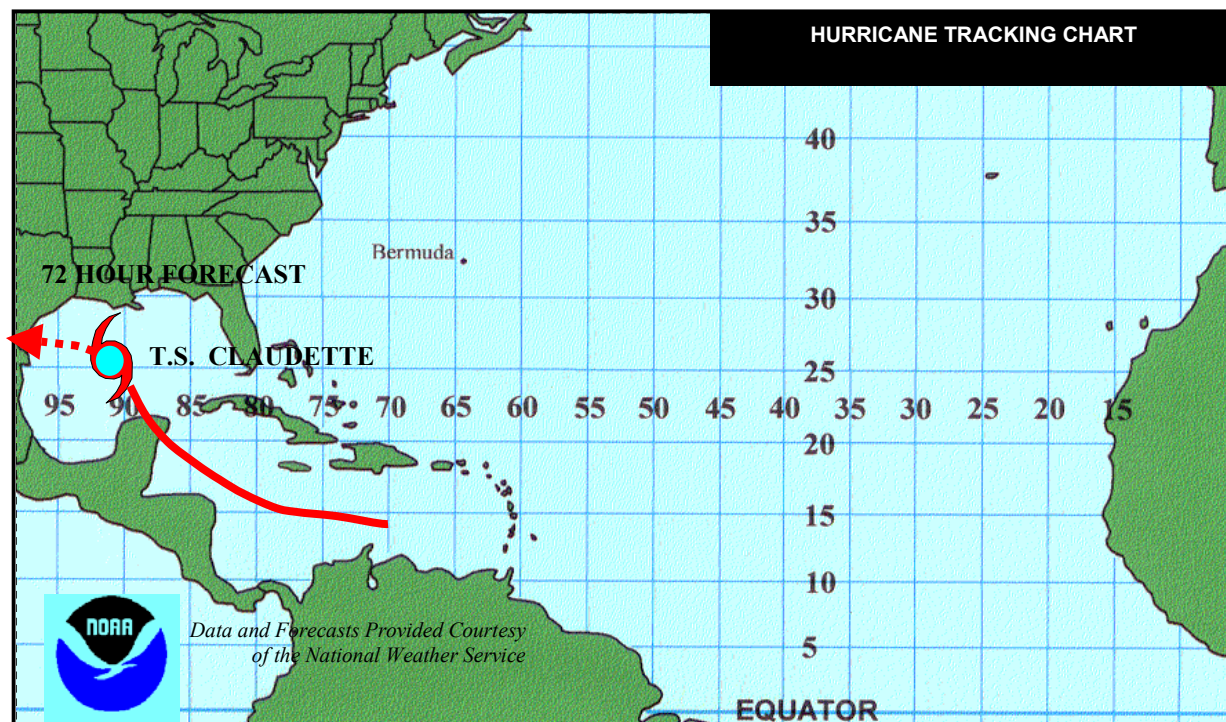 HURRICANE TRACKING CHART
40
35
Bermuda
72 HOUR FORECAST
30
T.S. CLAUDETTE
25
95 90 85 80 75 70 65 60 55 50 45 40 35 30 25 20 15
20
15
10
NOAA
Data and Forecasts Provided Courtesy
of the National Weather Service
5
EQUATOR